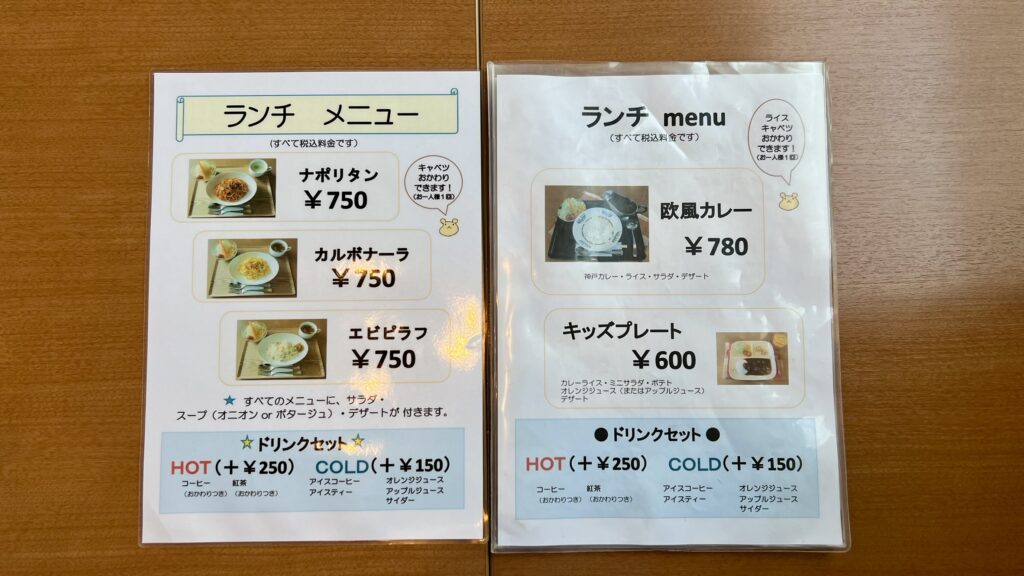 ランチ メニュー
(すべて税込料金です)
キャベツ
おかわり
できます!
(お一人様1回)
ナポリタン
¥750
カルボナーラ
¥750
エビピラフ
¥750
★ すべてのメニューに、サラダ・
スープ(オニオン or ポタージュ)・デザートが 付きます。
★ドリンクセット★
HOT(+¥250) COLD(+¥150)
コーヒー 紅茶 アイスコーヒー オレンジジュース
(おかわりつき) (おかわりつき) アイスティー アップルジュース
サイダー
ランチ menu
(すべて税込料金です)
ライス
キャベツ
おかわり
できます!
(お一人様1回)
欧風カレー
¥780
神戸カレー・ライス・サラダ・デザート
キッズプレート
¥600
カレーライス・ミニサラダ・ポテト
オレンジジュース(またはアップルジュース)
デザート
●ドリンクセット●
HOT(+¥250) COLD(+¥150)
コーヒー 紅茶 アイスコーヒー オレンジジュース
(おかわりつき) (おかわりつき) アイスティー アップルジュース
サイダー